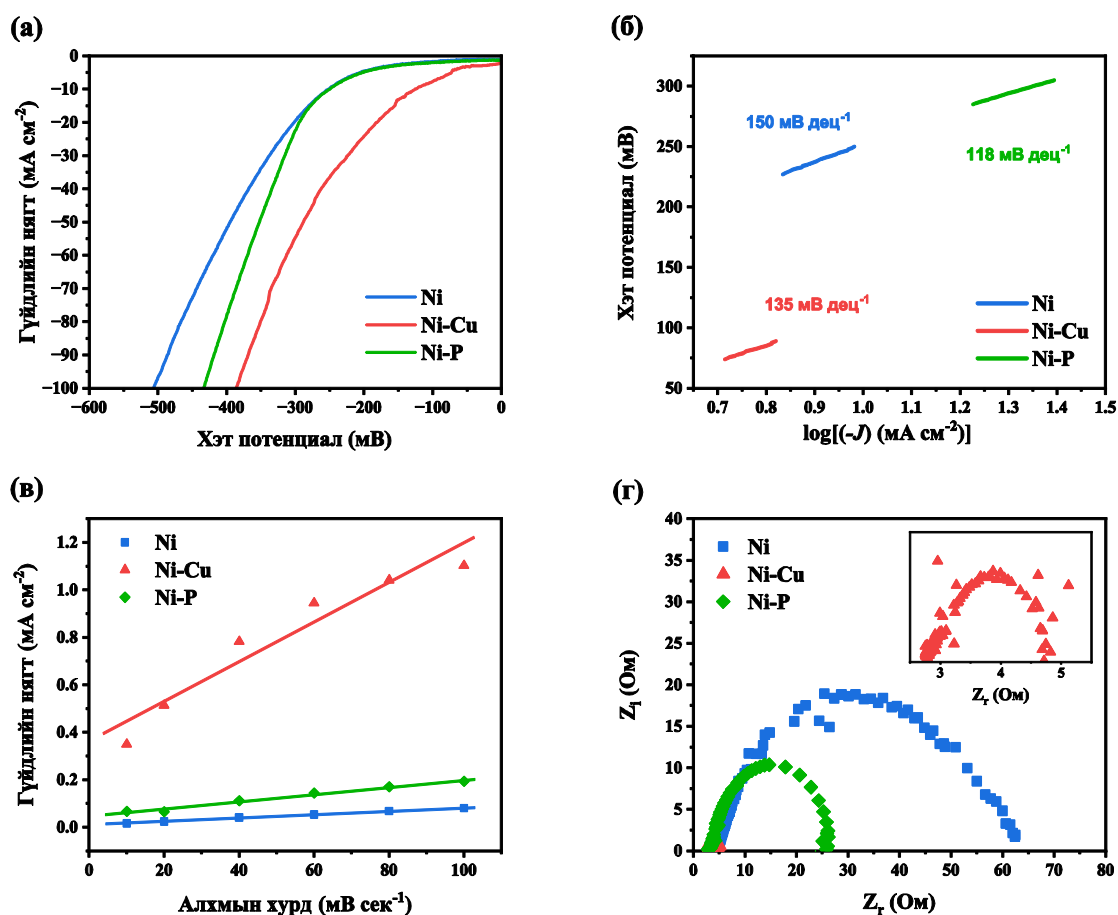 (а)
0
−10
−20
−30
−40
−50
−60
−70
−80
−90
−100
Гүйдлийн нягт (мА см⁻²)
Ni
Ni-Cu
Ni-P
−600
−500
−400
−300
−200
−100
0
Хэт потенциал (мВ)
(б)
300
250
200
150
100
50
Хэт потенциал (мВ)
150 мВ дец⁻¹
118 мВ дец⁻¹
135 мВ дец⁻¹
Ni
Ni-Cu
Ni-P
0.7
0.8
0.9
1.0
1.1
1.2
1.3
1.4
1.5
log[(-J) (мА см⁻²)]
(в)
1.2
1.0
0.8
0.6
0.4
0.2
0.0
Гүйдлийн нягт (мА см⁻²)
Ni
Ni-Cu
Ni-P
0
20
40
60
80
100
Алхмын хурд (мВ сек⁻¹)
(г)
40
35
30
25
20
15
10
5
0
Zᵢ (Ом)
Ni
Ni-Cu
Ni-P
3
4
5
Zᵣ (Ом)
0
10
20
30
40
50
60
70
80
Zᵣ (Ом)